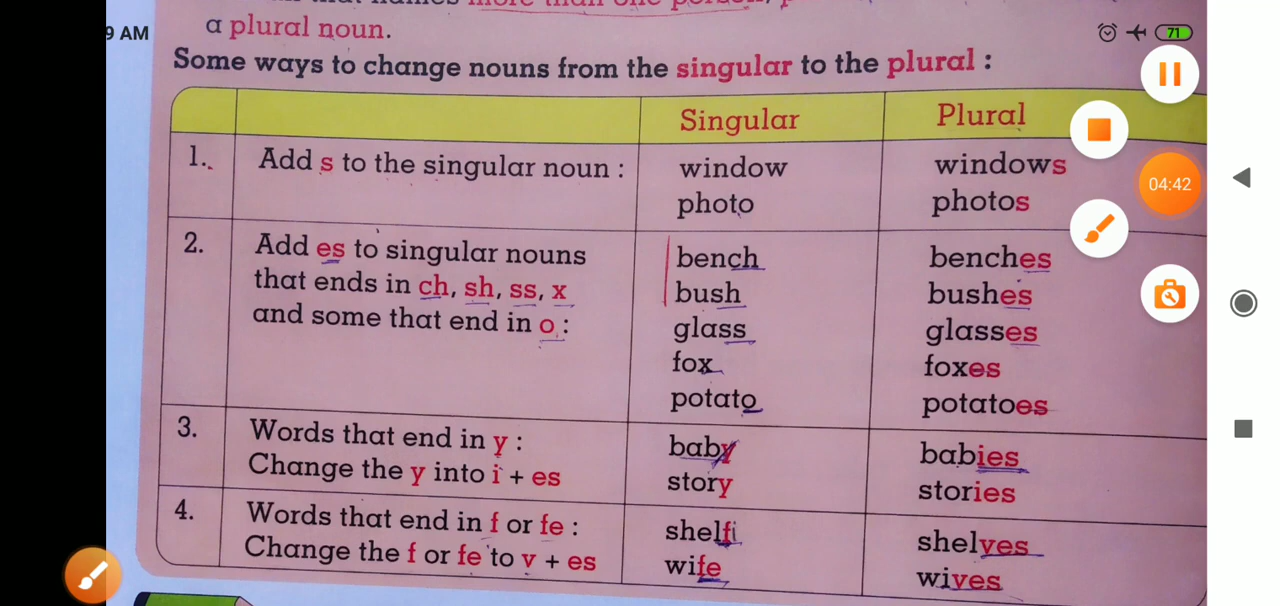 9 AM
71
more than one person,
a plural noun.
Some ways to change nouns from the singular to the plural :
Singular Plural
1. Add s to the singular noun : window windows
photo photos
04:42
2. Add es to singular nouns bench benches
that ends in ch, sh, ss, x bush bushes
and some that end in o : glass glasses
fox foxes
potato potatoes
3. Words that end in y : baby babies
Change the y into i + es story stories
4. Words that end in f or fe : shelf shelves
Change the f or fe to v + es wife wives